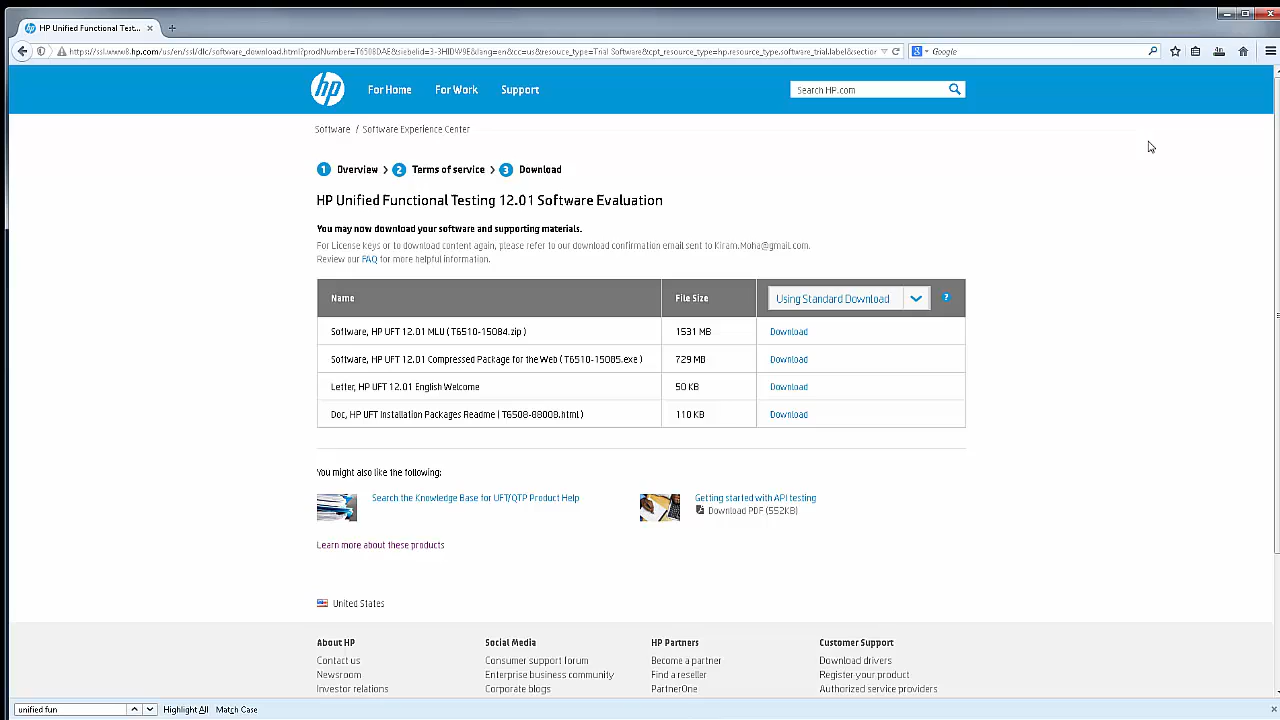 HP Unified Functional Test...
https://ssl.www8.hp.com/us/en/ssl/dlc/software_download.html?prodNumber=T6508DAE&siebelid=3-3HIDW9E&lang=en&cc=us&resouce_type=Trial Software&cpt_resource_type=hp.resource_type.software_trial.label&section
Google
hp
For Home
For Work
Support
Search HP.com
Software / Software Experience Center
1 Overview > 2 Terms of service > 3 Download
HP Unified Functional Testing 12.01 Software Evaluation
You may now download your software and supporting materials.
For License keys or to download content again, please refer to our download confirmation email sent to Kiram.Moha@gmail.com.
Review our FAQ for more helpful information.
Name File Size Using Standard Download ?
Software, HP UFT 12.01 MLU ( T6510-15084.zip ) 1531 MB Download
Software, HP UFT 12.01 Compressed Package for the Web ( T6510-15085.exe ) 729 MB Download
Letter, HP UFT 12.01 English Welcome 50 KB Download
Doc, HP UFT Installation Packages Readme ( T6508-88008.html ) 110 KB Download
You might also like the following:
Search the Knowledge Base for UFT/QTP Product Help
Getting started with API testing
Download PDF (552KB)
Learn more about these products
United States
About HP Social Media HP Partners Customer Support
Contact us Consumer support forum Become a partner Download drivers
Newsroom Enterprise business community Find a reseller Register your product
Investor relations Corporate blogs PartnerOne Authorized service providers
unified fun Highlight All Match Case